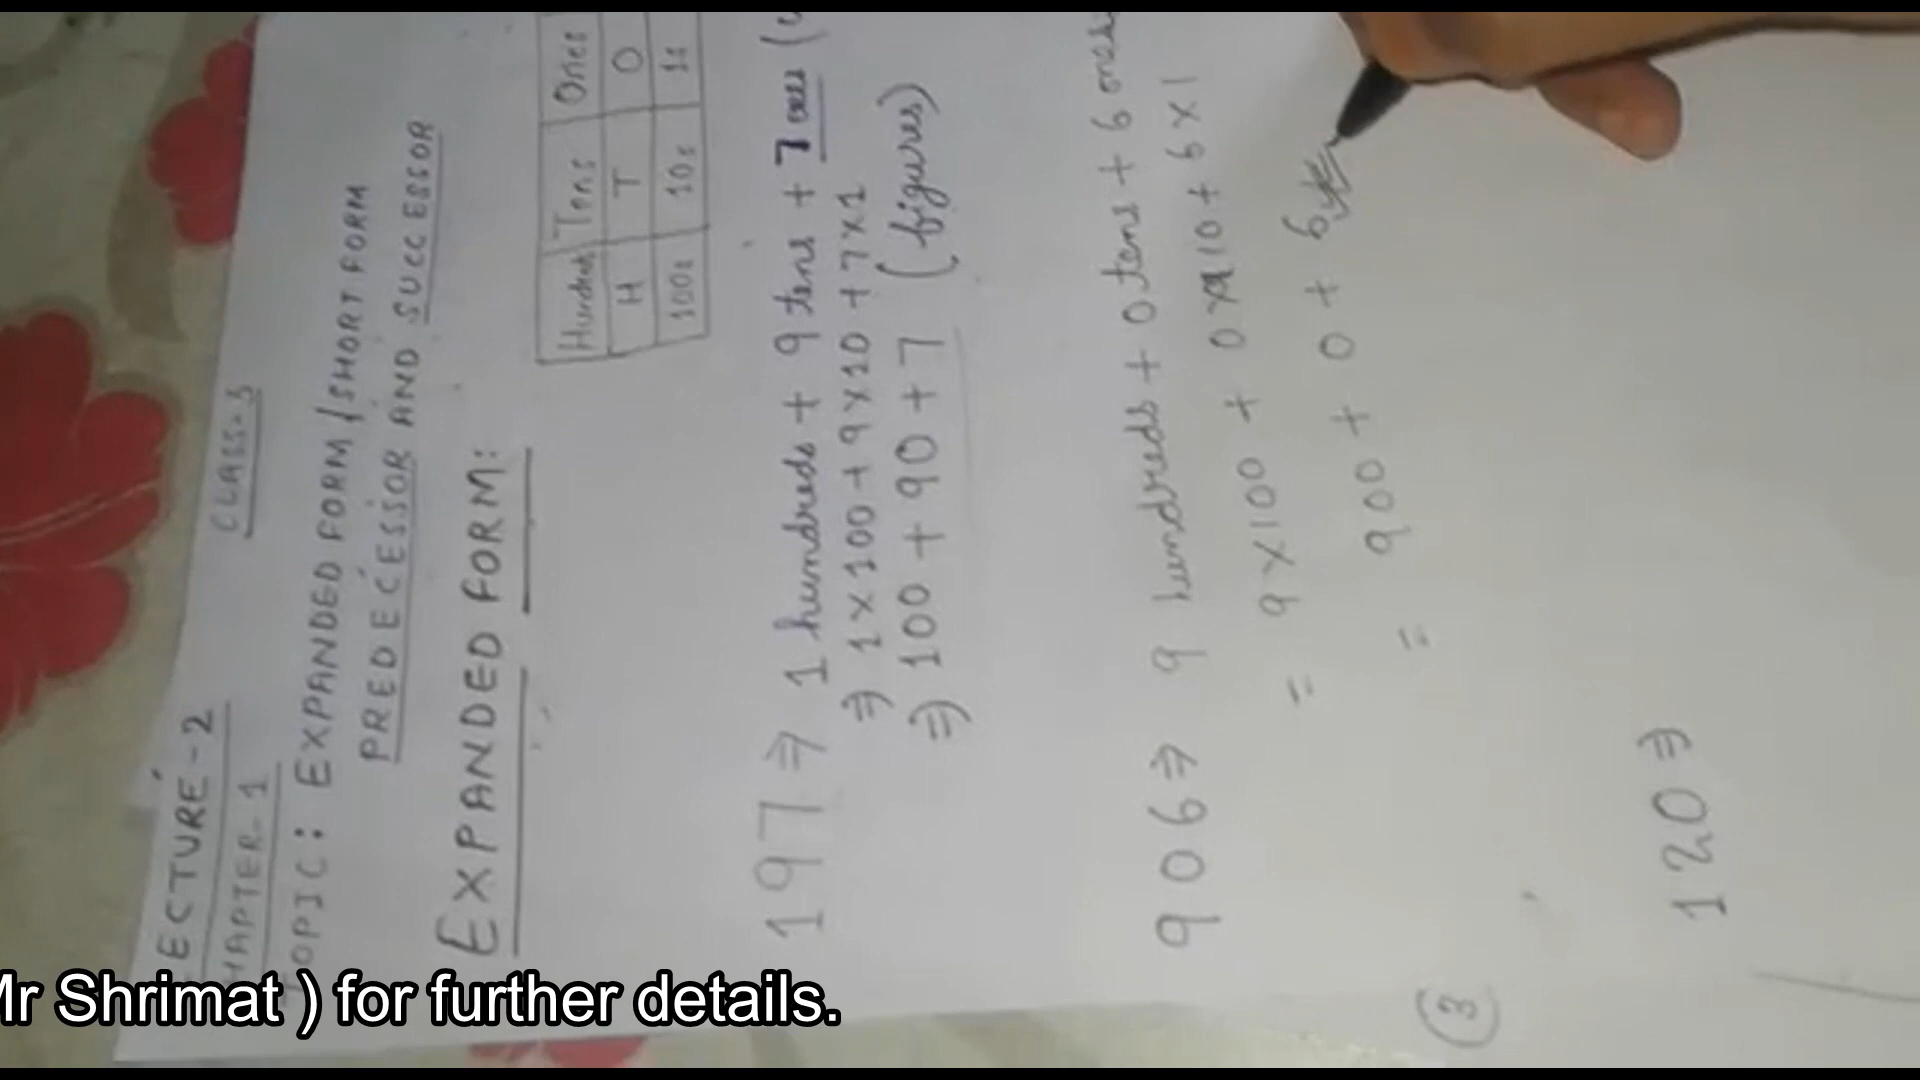 ECTURE-2
HAPTER-1
CLASS-3
OPIC: EXPANDED FORM/SHORT FORM
PREDECESSOR AND SUCCESSOR
EXPANDED FORM:
Hundreds Tens Ones
H T O
100s 10s 1s
197 ⇒ 1 hundreds + 9 tens + 7 ones (
⇒ 1×100 + 9×10 + 7×1
⇒ 100 + 90 + 7 (figures)
906 ⇒ 9 hundreds + 0 tens + 6 ones
= 9×100 + 0×10 + 6×1
= 900 + 0 + 6
3
120 ⇒
Mr Shrimat ) for further details.